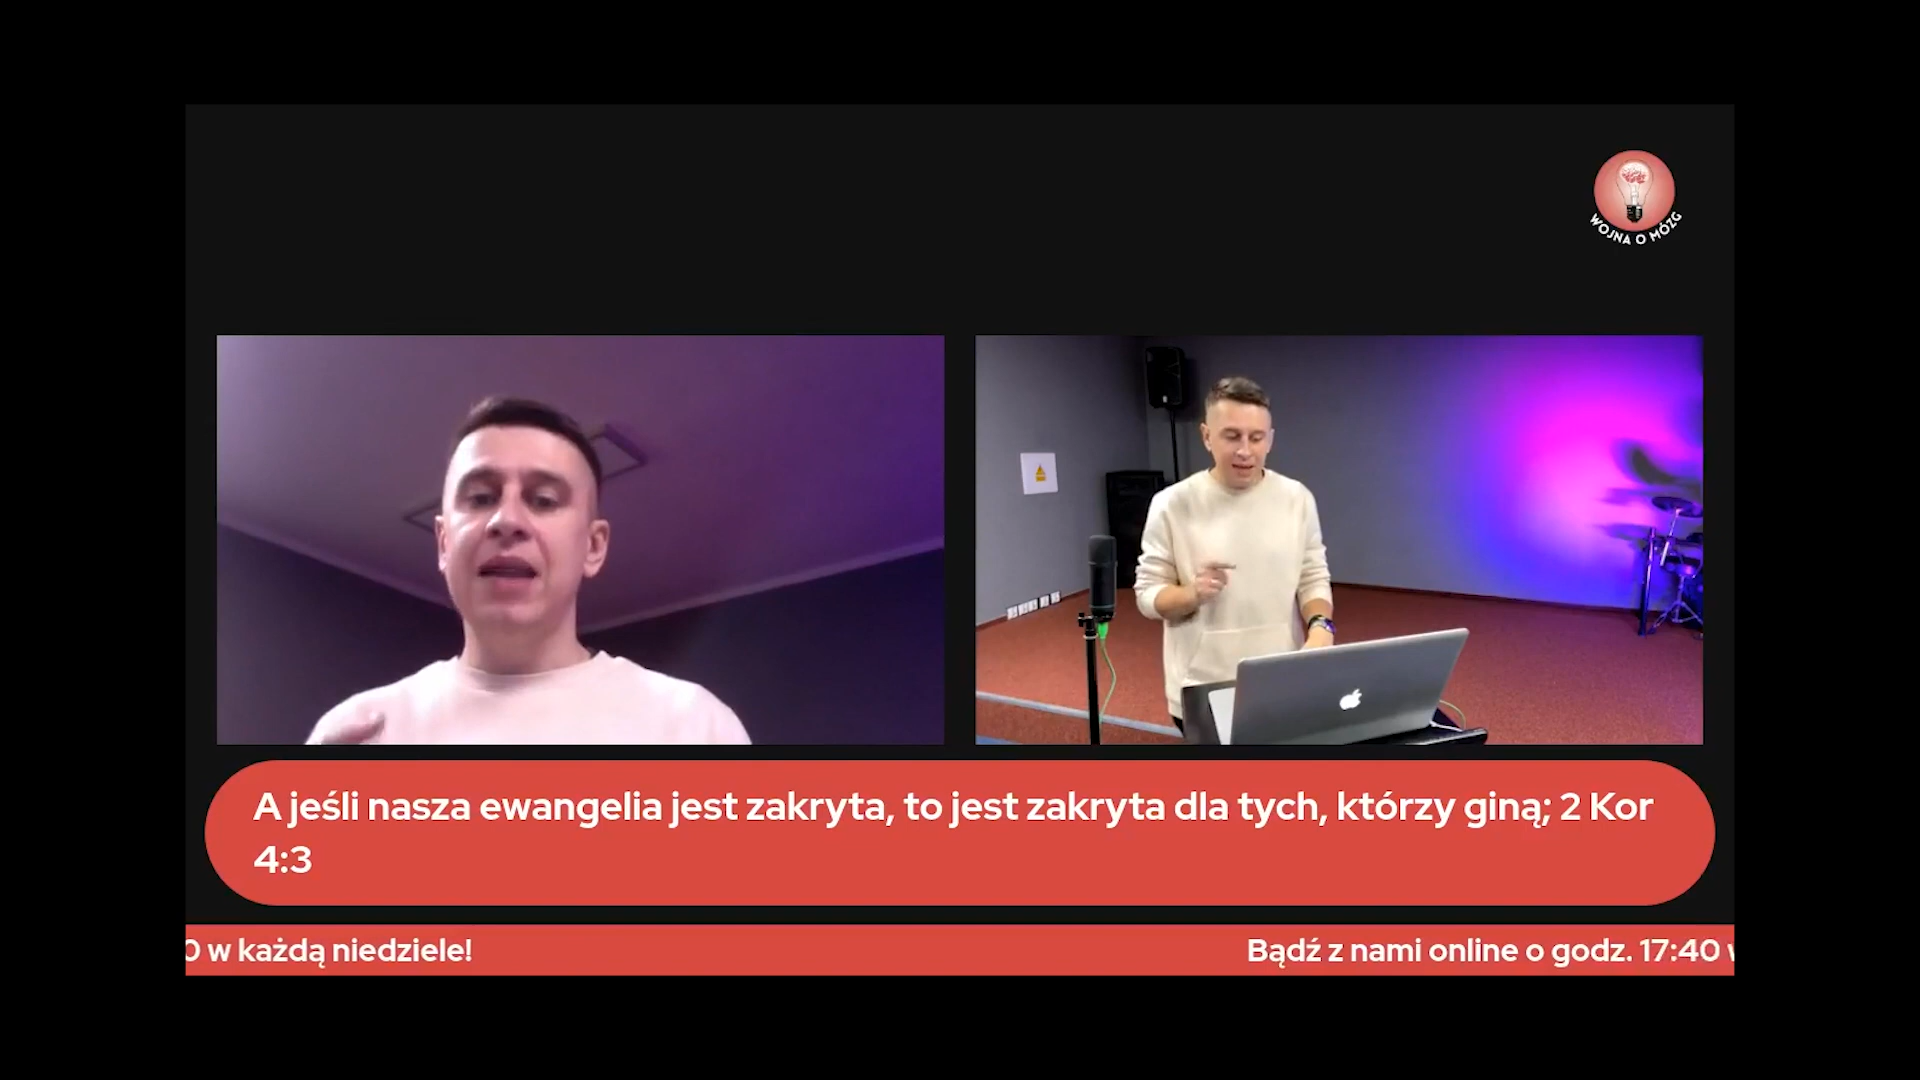 WOJNA O MÓZG
A jeśli nasza ewangelia jest zakryta, to jest zakryta dla tych, którzy giną; 2 Kor
4:3
0 w każdą niedziele! Bądź z nami online o godz. 17:40